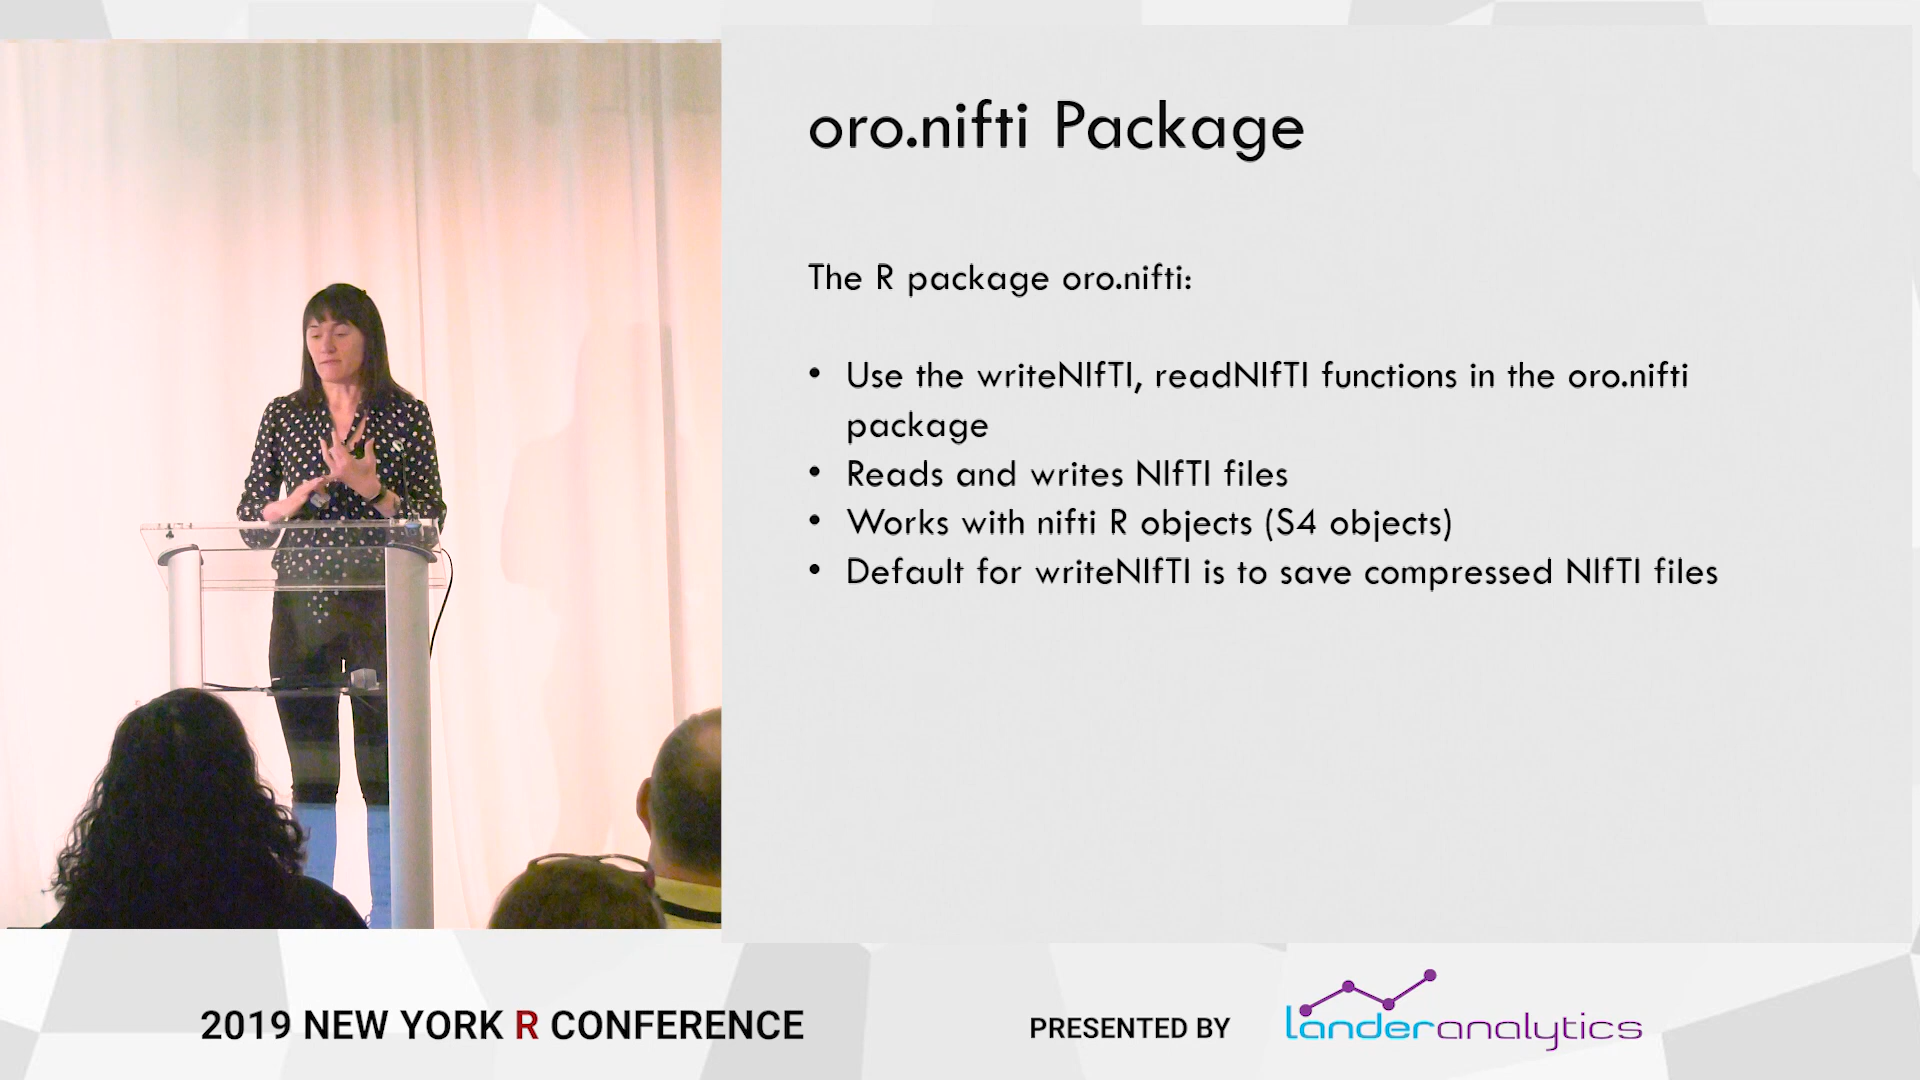 oro.nifti Package
The R package oro.nifti:
• Use the writeNIfTI, readNIfTI functions in the oro.nifti
package
• Reads and writes NIfTI files
• Works with nifti R objects (S4 objects)
• Default for writeNIfTI is to save compressed NIfTI files
2019 NEW YORK R CONFERENCE
PRESENTED BY
landeranalytics